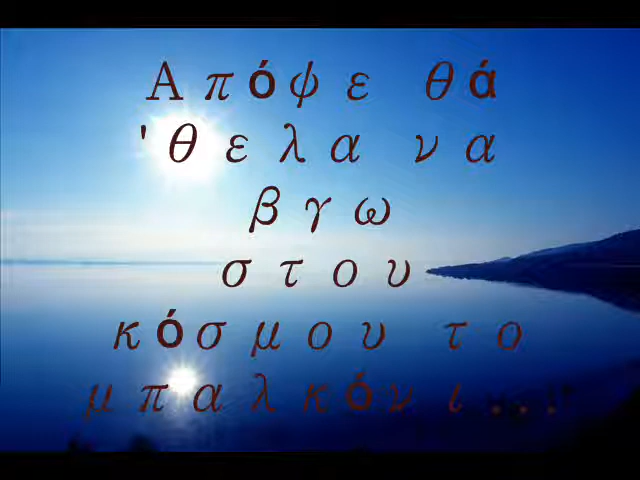 Απόψε θά
'θελα να
βγω
στου
κόσμου το
μπαλκόνι...